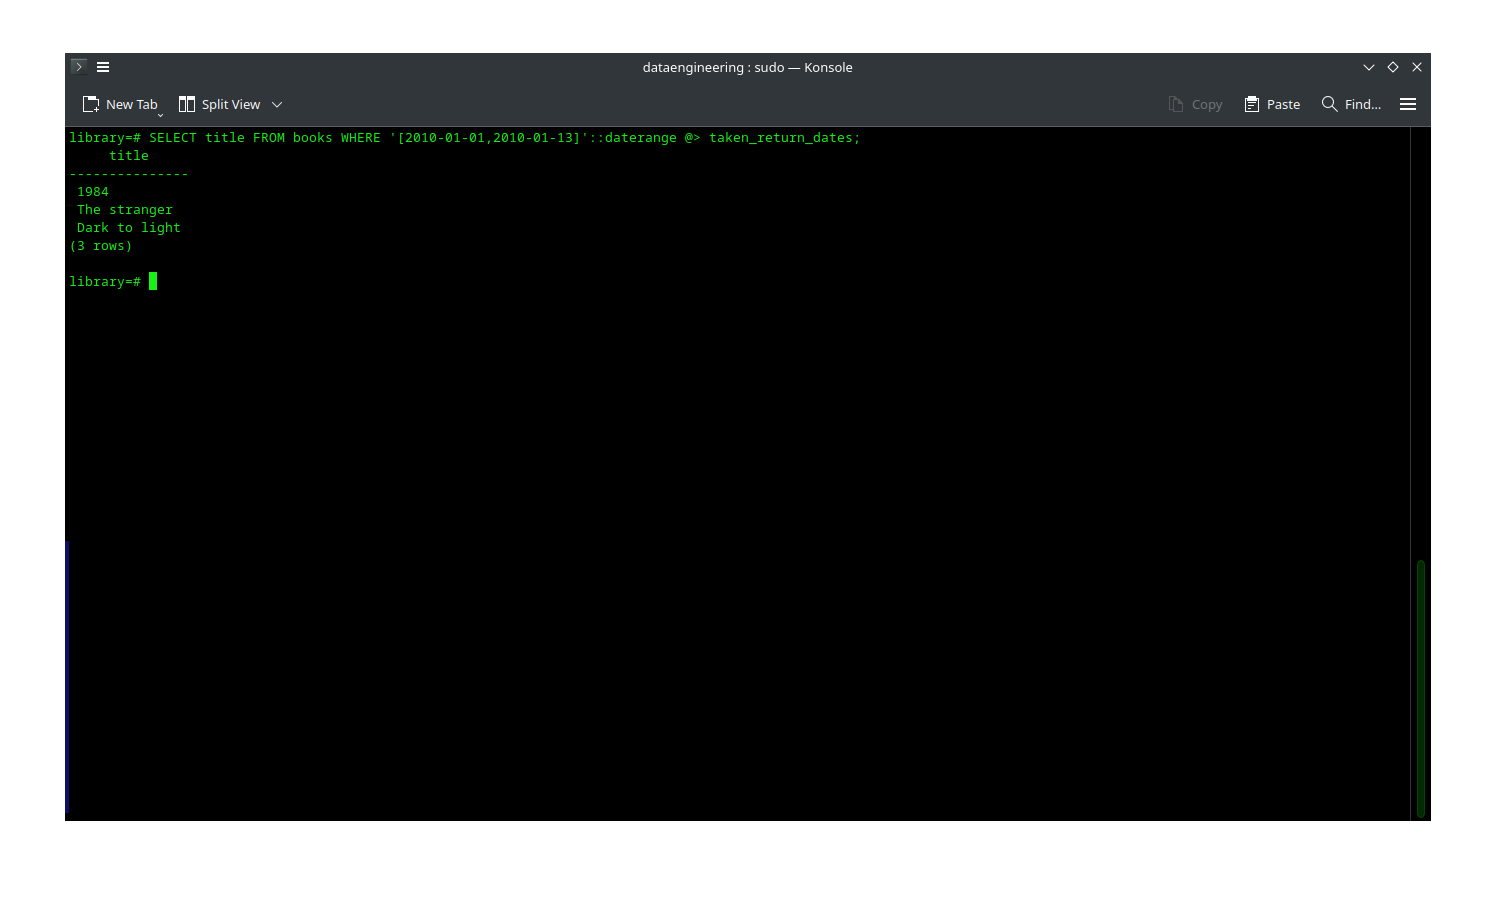 dataengineering : sudo — Konsole
New Tab Split View Copy Paste Find...
library=# SELECT title FROM books WHERE '[2010-01-01,2010-01-13]'::daterange @> taken_return_dates;
title
---------------
1984
The stranger
Dark to light
(3 rows)
library=#